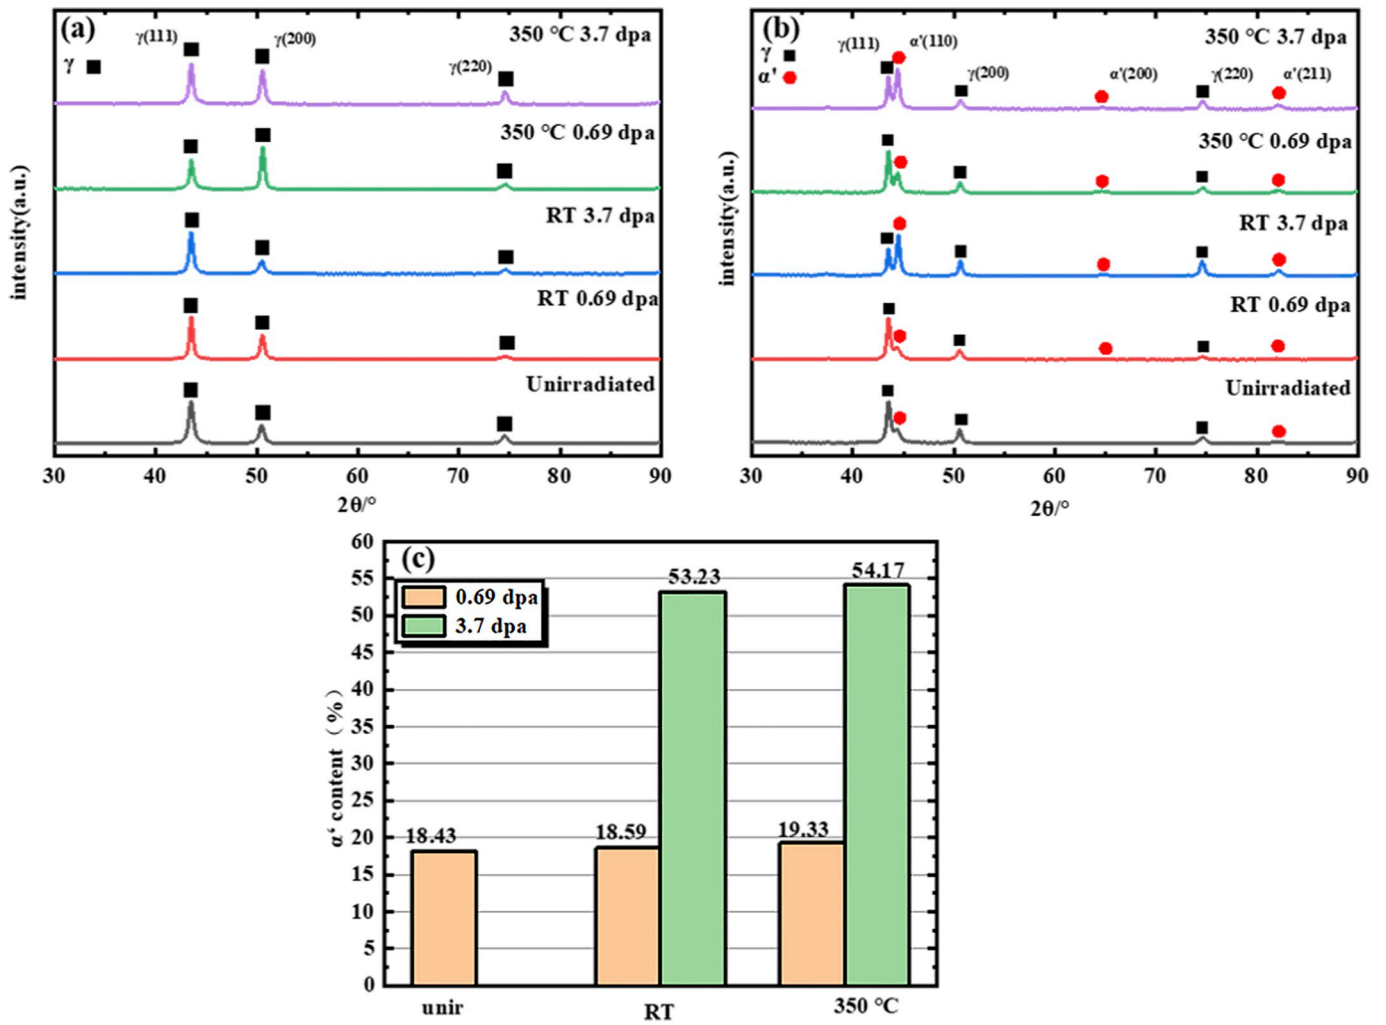 (a)
350 °C 3.7 dpa
γ(111)
γ(200)
γ
γ(220)
350 °C 0.69 dpa
RT 3.7 dpa
RT 0.69 dpa
Unirradiated
intensity(a.u.)
30 40 50 60 70 80 90
2θ/°
(b)
350 °C 3.7 dpa
γ
α'
γ(111)
α'(110)
γ(200)
α'(200)
γ(220)
α'(211)
350 °C 0.69 dpa
RT 3.7 dpa
RT 0.69 dpa
Unirradiated
intensity(a.u.)
30 40 50 60 70 80 90
2θ/°
(c)
0.69 dpa
3.7 dpa
60
55
50
45
40
35
30
25
20
15
10
5
0
α‘ content（%）
18.43
18.59
53.23
19.33
54.17
unir
RT
350 °C